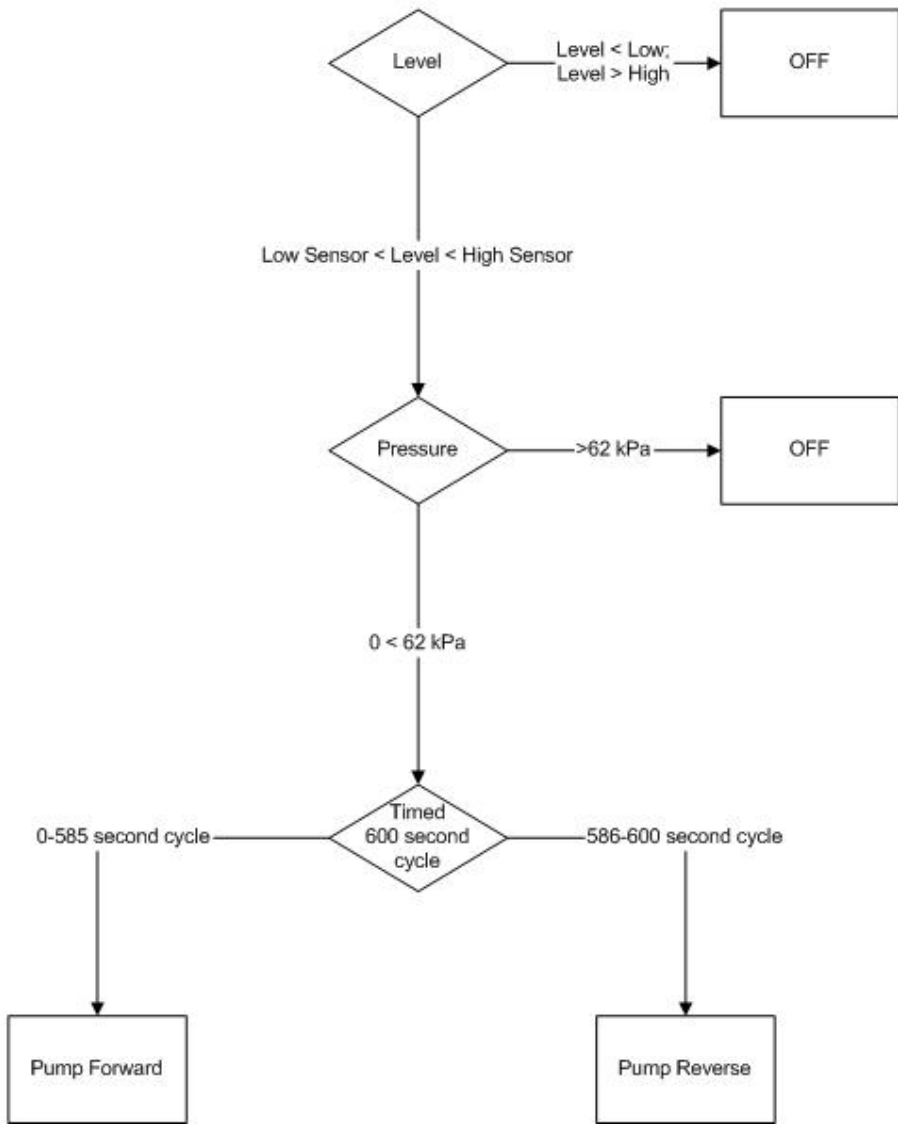 Level
Level < Low;
Level > High
OFF
Low Sensor < Level < High Sensor
Pressure
>62 kPa
OFF
0 < 62 kPa
Timed
600 second
cycle
0-585 second cycle
586-600 second cycle
Pump Forward
Pump Reverse